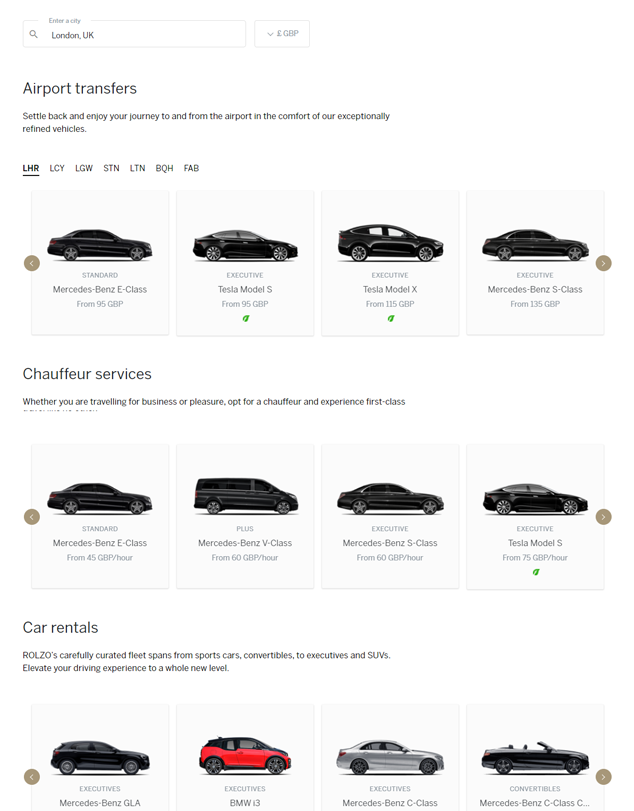 Enter a city
London, UK
£ GBP
Airport transfers
Settle back and enjoy your journey to and from the airport in the comfort of our exceptionally
refined vehicles.
LHR LCY LGW STN LTN BQH FAB
STANDARD EXECUTIVE EXECUTIVE EXECUTIVE
Mercedes-Benz E-Class Tesla Model S Tesla Model X Mercedes-Benz S-Class
From 95 GBP From 95 GBP From 115 GBP From 135 GBP
Chauffeur services
Whether you are travelling for business or pleasure, opt for a chauffeur and experience first-class
STANDARD PLUS EXECUTIVE EXECUTIVE
Mercedes-Benz E-Class Mercedes-Benz V-Class Mercedes-Benz S-Class Tesla Model S
From 45 GBP/hour From 60 GBP/hour From 60 GBP/hour From 75 GBP/hour
Car rentals
ROLZO's carefully curated fleet spans from sports cars, convertibles, to executives and SUVs.
Elevate your driving experience to a whole new level.
EXECUTIVES EXECUTIVES EXECUTIVES CONVERTIBLES
Mercedes-Benz GLA BMW i3 Mercedes-Benz C-Class Mercedes-Benz C-Class C...